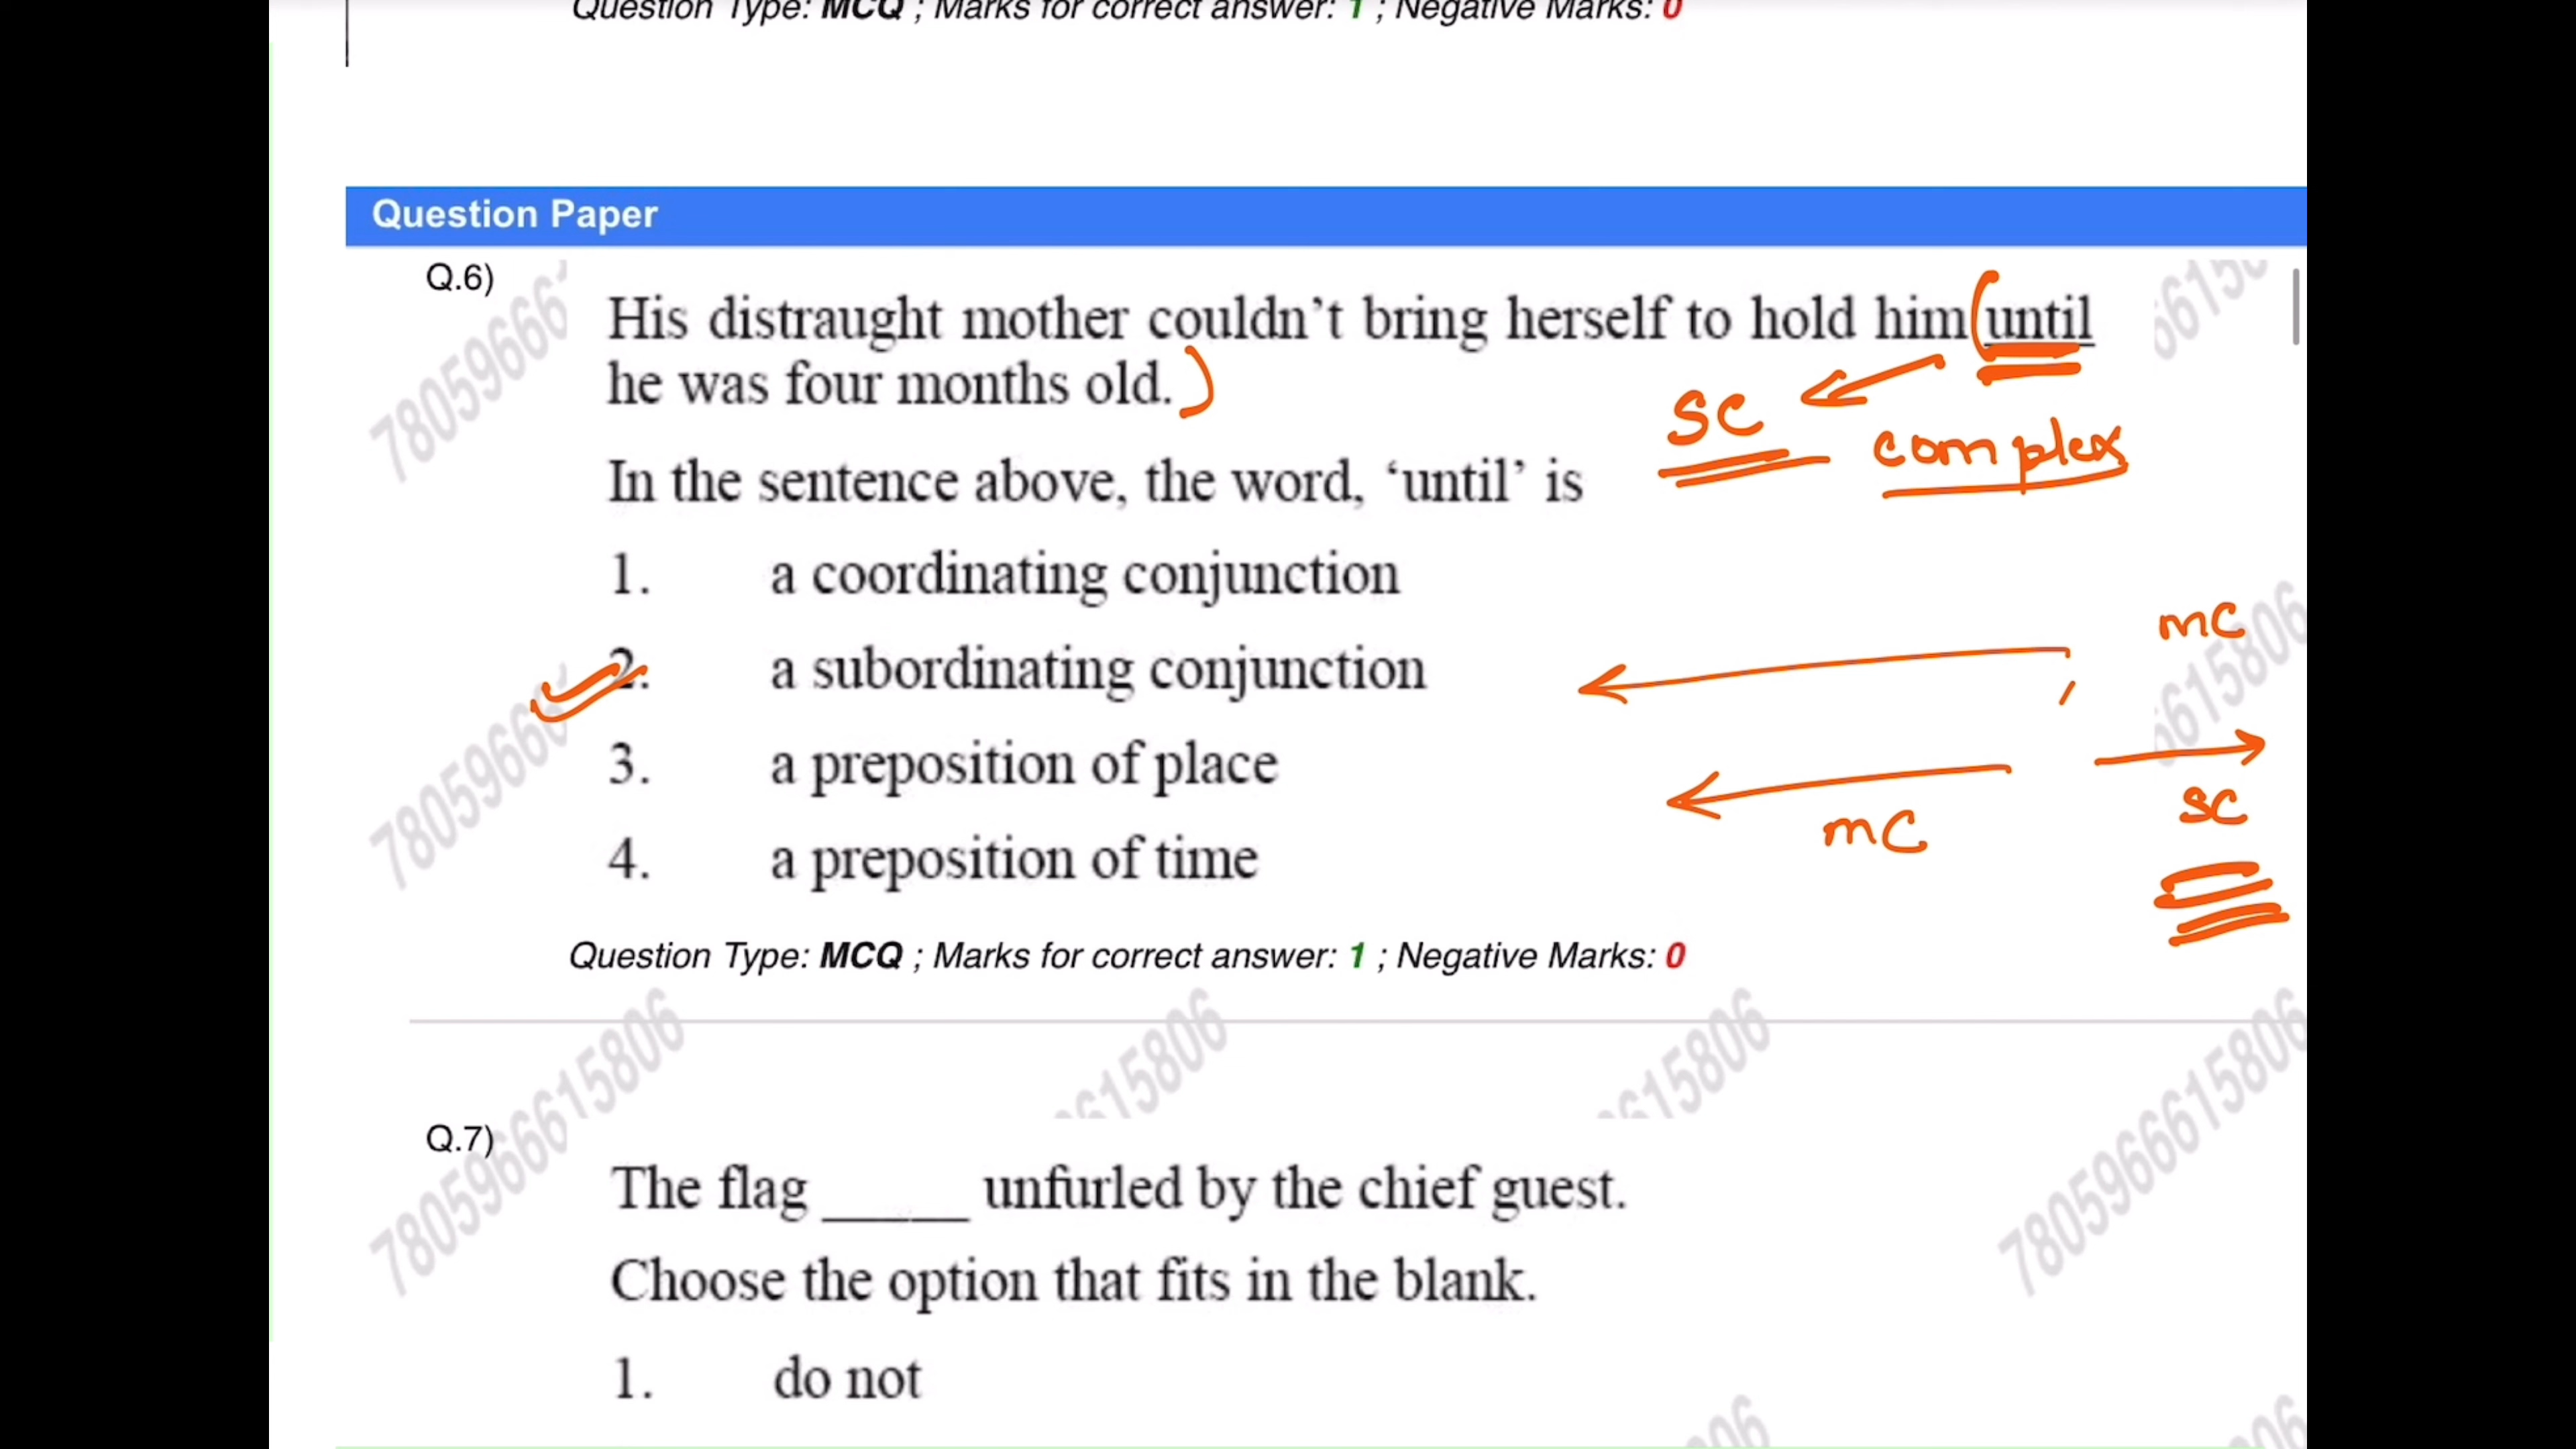 Question Type: MCQ ; Marks for correct answer: 1 ; Negative Marks: 0
Question Paper
Q.6)
His distraught mother couldn't bring herself to hold him (until
he was four months old.)
SC
complex
In the sentence above, the word, ‘until’ is
1. a coordinating conjunction
mC
2. a subordinating conjunction
,
3. a preposition of place
SC
mC
4. a preposition of time
Question Type: MCQ ; Marks for correct answer: 1 ; Negative Marks: 0
Q.7)
The flag _____ unfurled by the chief guest.
Choose the option that fits in the blank.
1. do not
7805966615806
7805966615806